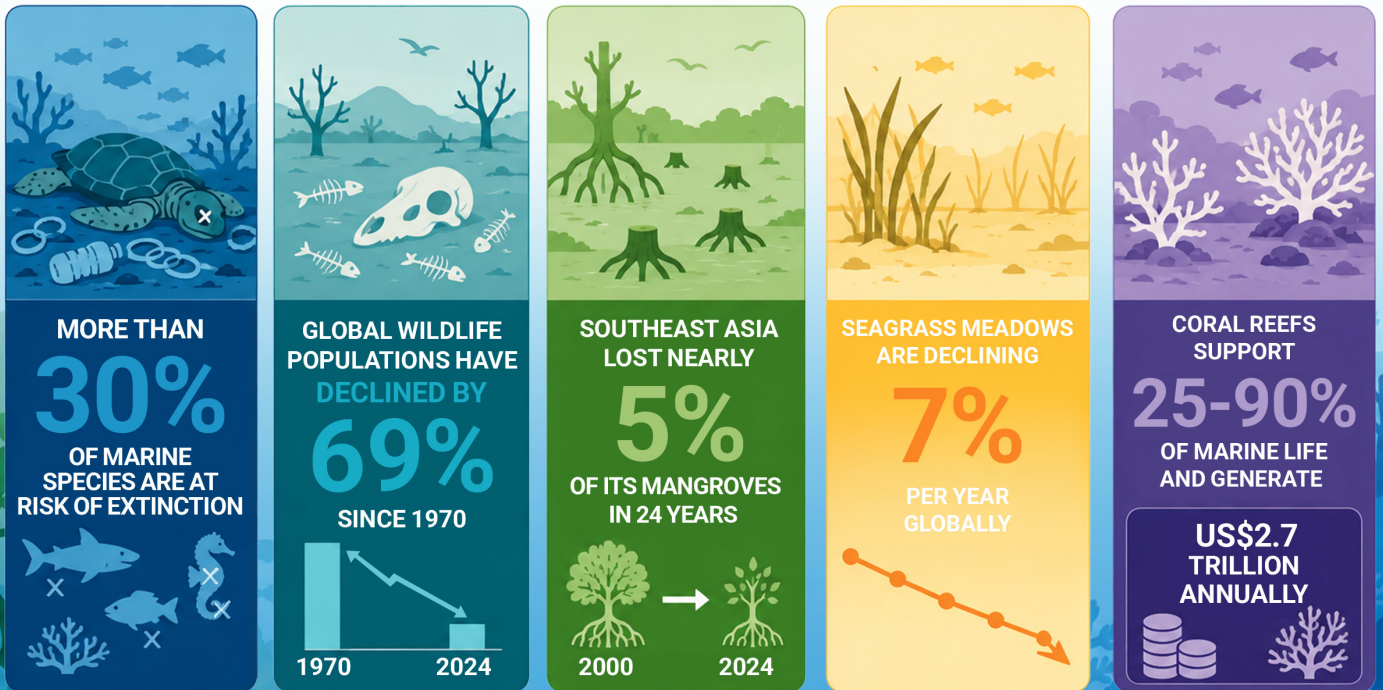 MORE THAN
30%
OF MARINE
SPECIES ARE AT
RISK OF EXTINCTION
GLOBAL WILDLIFE
POPULATIONS HAVE
DECLINED BY
69%
SINCE 1970
1970
2024
SOUTHEAST ASIA
LOST NEARLY
5%
OF ITS MANGROVES
IN 24 YEARS
2000
2024
SEAGRASS MEADOWS
ARE DECLINING
7%
PER YEAR
GLOBALLY
CORAL REEFS
SUPPORT
25-90%
OF MARINE LIFE
AND GENERATE
US$2.7
TRILLION
ANNUALLY